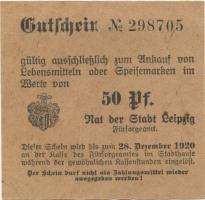 Gutschein № 298705
gültig ausschließlich zum Ankauf von
Lebensmitteln oder Speisemarken im
Werte von
50 Pf.
Rat der Stadt Leipzig
Fürsorgeamt.
Dieser Schein wird bis zum 28. Dezember 1920
an der Kasse des Fürsorgeamtes im Stadthause
während der gewöhnlichen Kassenstunden eingelöst.
Der Schein darf nicht als Zahlungsmittel wieder
ausgegeben werden!